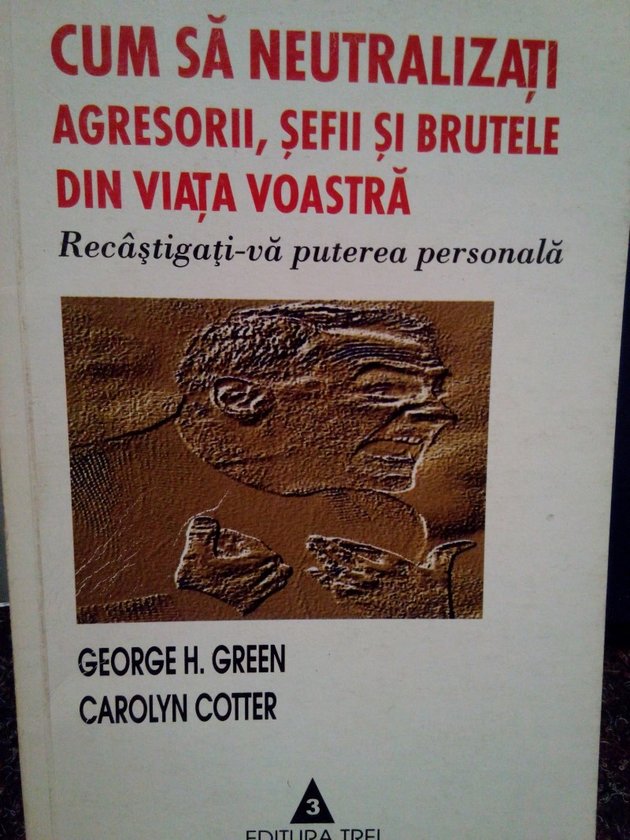 CUM SĂ NEUTRALIZAȚI
AGRESORII, ȘEFII ȘI BRUTELE
DIN VIAȚA VOASTRĂ
Recâștigați-vă puterea personală
GEORGE H. GREEN
CAROLYN COTTER
3
EDITURA TREI